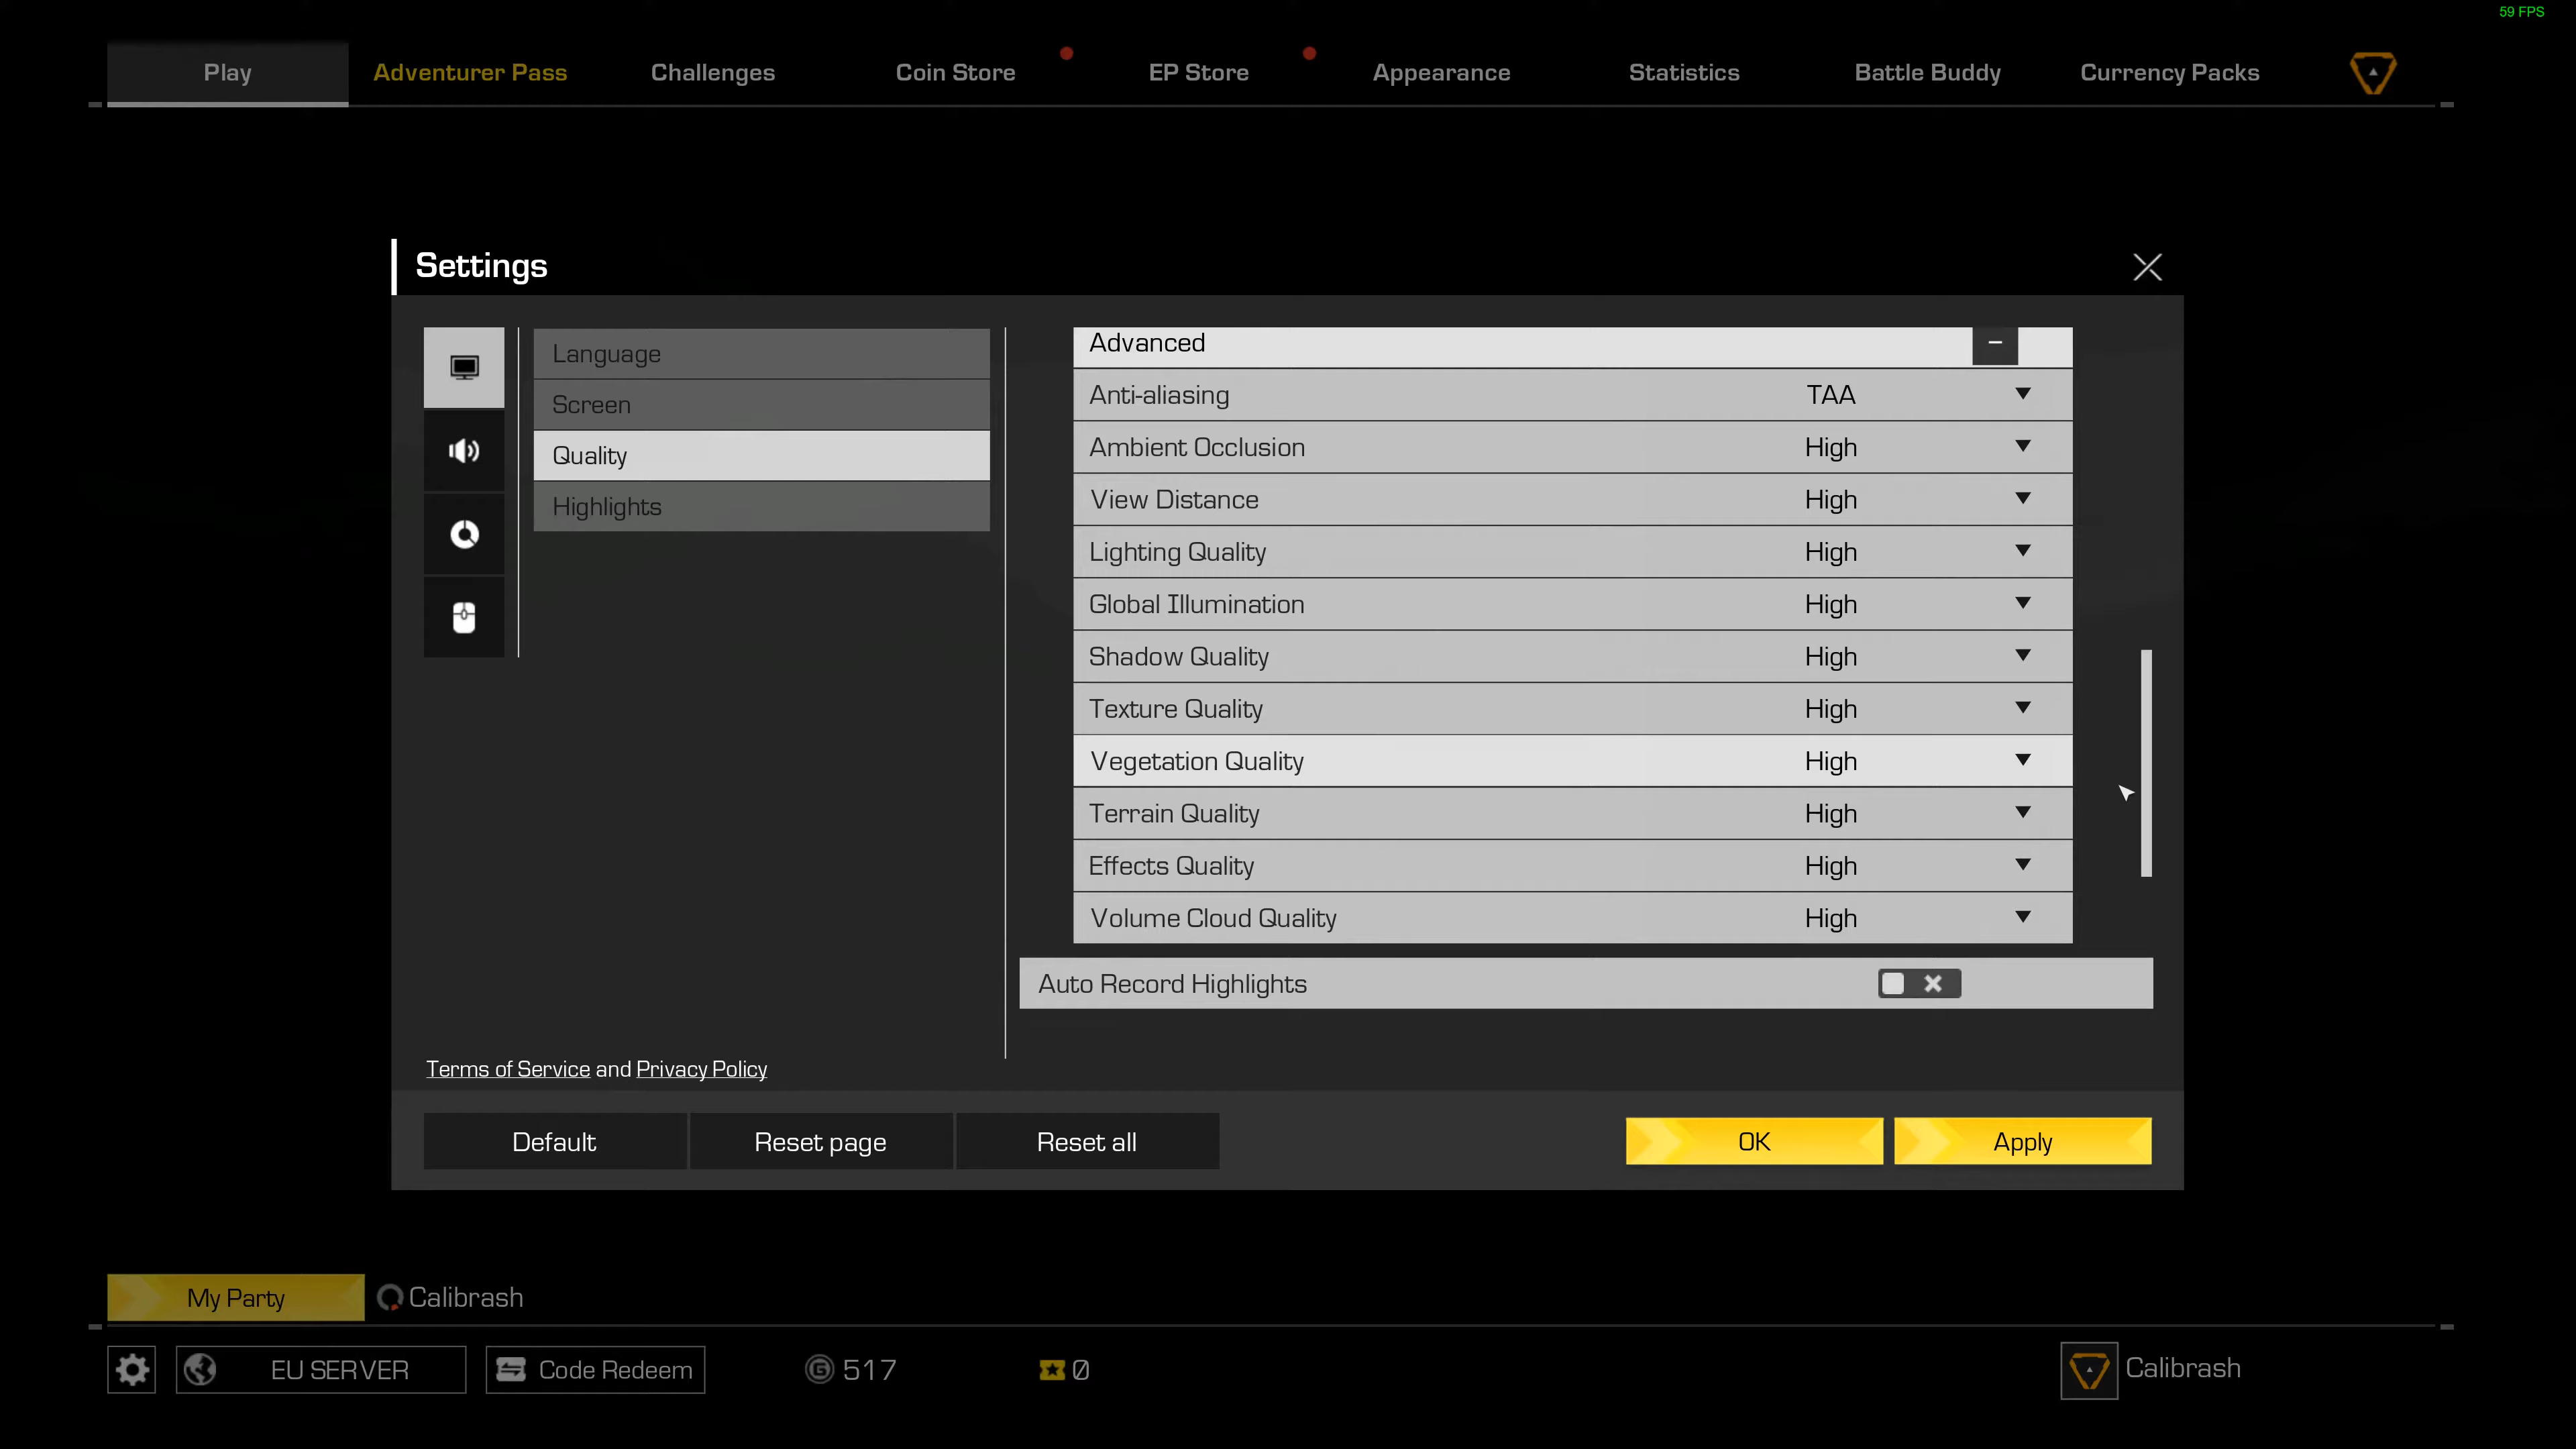 59 FPS
Play Adventurer Pass Challenges Coin Store EP Store Appearance Statistics Battle Buddy Currency Packs
Settings
Language
Screen
Quality
Highlights
Advanced
Anti-aliasing TAA
Ambient Occlusion High
View Distance High
Lighting Quality High
Global Illumination High
Shadow Quality High
Texture Quality High
Vegetation Quality High
Terrain Quality High
Effects Quality High
Volume Cloud Quality High
Auto Record Highlights
Terms of Service and Privacy Policy
Default Reset page Reset all OK Apply
My Party Calibrash
EU SERVER Code Redeem 517 0 Calibrash